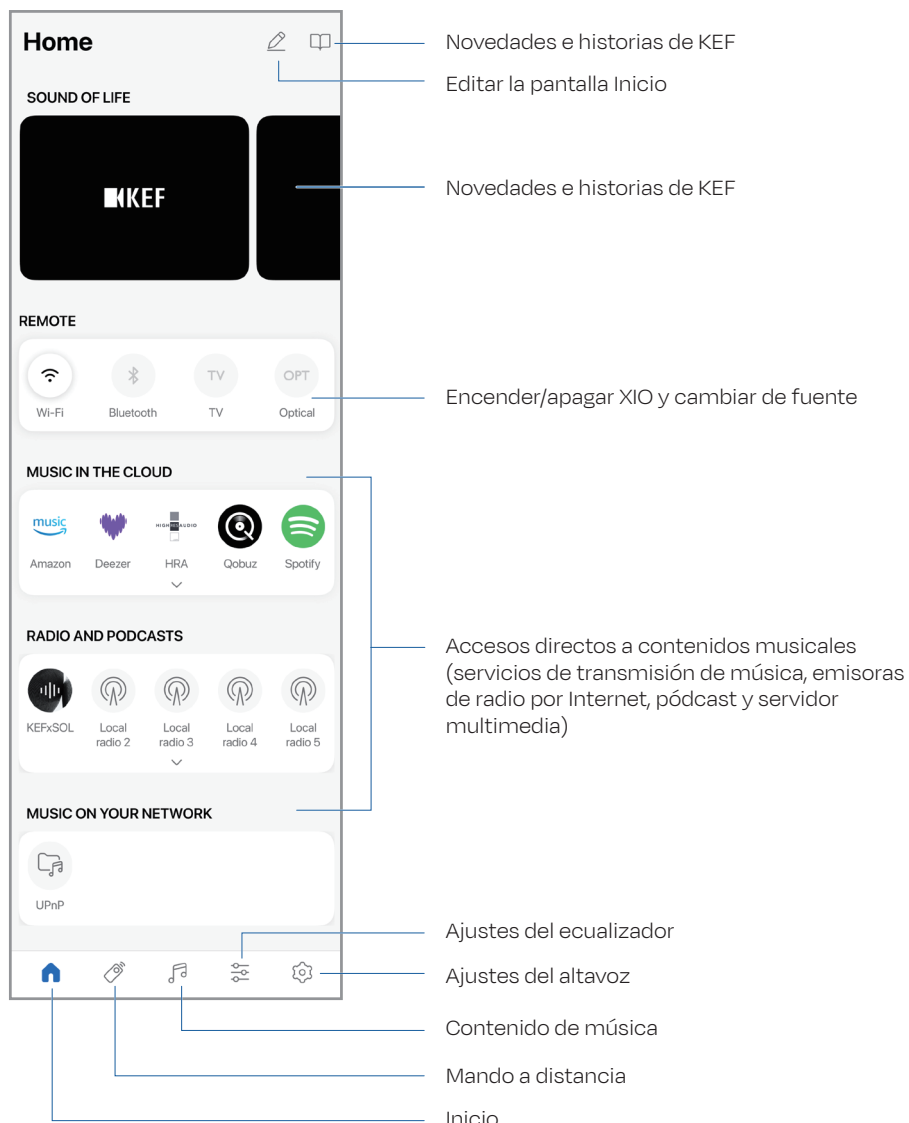 Home
Novedades e historias de KEF
Editar la pantalla Inicio
SOUND OF LIFE
KEF
Novedades e historias de KEF
REMOTE
TV
OPT
Wi-Fi
Bluetooth
TV
Optical
Encender/apagar XIO y cambiar de fuente
MUSIC IN THE CLOUD
music
HIGHRESAUDIO
Amazon
Deezer
HRA
Qobuz
Spotify
RADIO AND PODCASTS
Accesos directos a contenidos musicales
(servicios de transmisión de música, emisoras
de radio por Internet, pódcast y servidor
multimedia)
KEFxSOL
Local
radio 2
Local
radio 3
Local
radio 4
Local
radio 5
MUSIC ON YOUR NETWORK
UPnP
Ajustes del ecualizador
Ajustes del altavoz
Contenido de música
Mando a distancia
Inicio